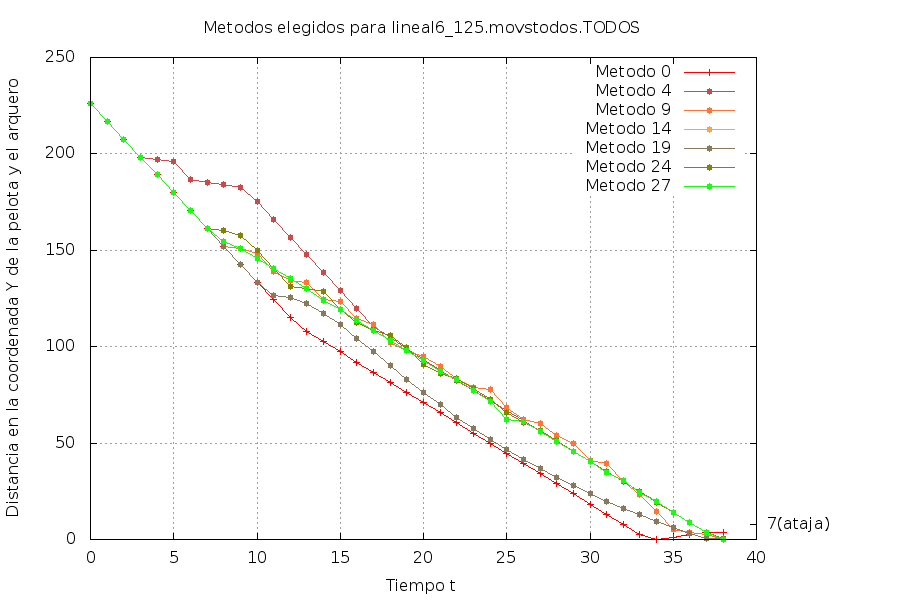 Metodos elegidos para lineal6_125.movstodos.TODOS
Distancia en la coordenada Y de la pelota y el arquero
250
200
150
100
50
0
Metodo 0
Metodo 4
Metodo 9
Metodo 14
Metodo 19
Metodo 24
Metodo 27
7(ataja)
0 5 10 15 20 25 30 35 40
Tiempo t